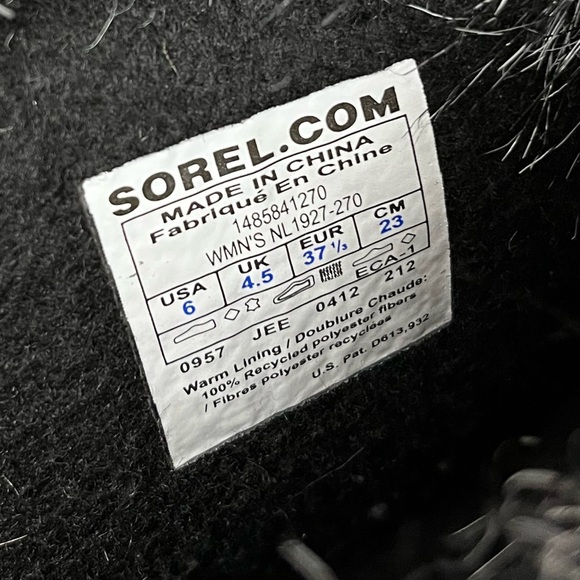 SOREL.COM
MADE IN CHINA
Fabriqué En Chine
1485841270
WMN'S NL1927-270
USA UK EUR CM
6 4.5 37 1/3 23
ECA-1
0957 JEE 0412 212
Warm Lining / Doublure Chaude:
100% Recycled polyester fibers
/ Fibres polyester recyclées
U.S. Pat. D613,932